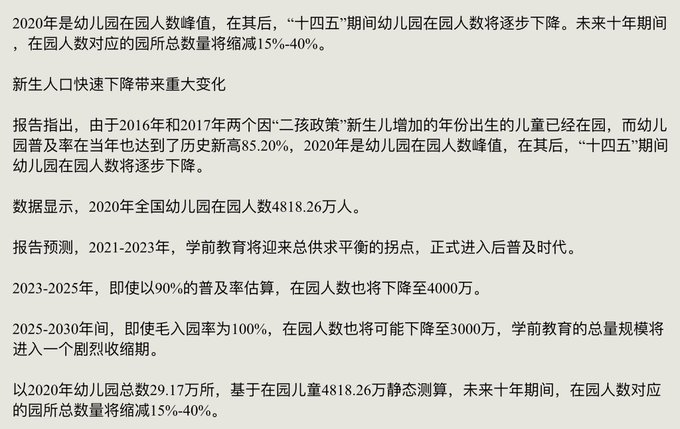 2020年是幼儿园在园人数峰值，在其后，“十四五”期间幼儿园在园人数将逐步下降。未来十年期间
，在园人数对应的园所总数量将缩减15%-40%。
新生人口快速下降带来重大变化
报告指出，由于2016年和2017年两个因“二孩政策”新生儿增加的年份出生的儿童已经在园，而幼儿
园普及率在当年也达到了历史新高85.20%，2020年是幼儿园在园人数峰值，在其后，“十四五”期间
幼儿园在园人数将逐步下降。
数据显示，2020年全国幼儿园在园人数4818.26万人。
报告预测，2021-2023年，学前教育将迎来总供求平衡的拐点，正式进入后普及时代。
2023-2025年，即使以90%的普及率估算，在园人数也将下降至4000万。
2025-2030年间，即使毛入园率为100%，在园人数也将可能下降至3000万，学前教育的总量规模将
进入一个剧烈收缩期。
以2020年幼儿园总数29.17万所，基于在园儿童4818.26万静态测算，未来十年期间，在园人数对应
的园所总数量将缩减15%-40%。